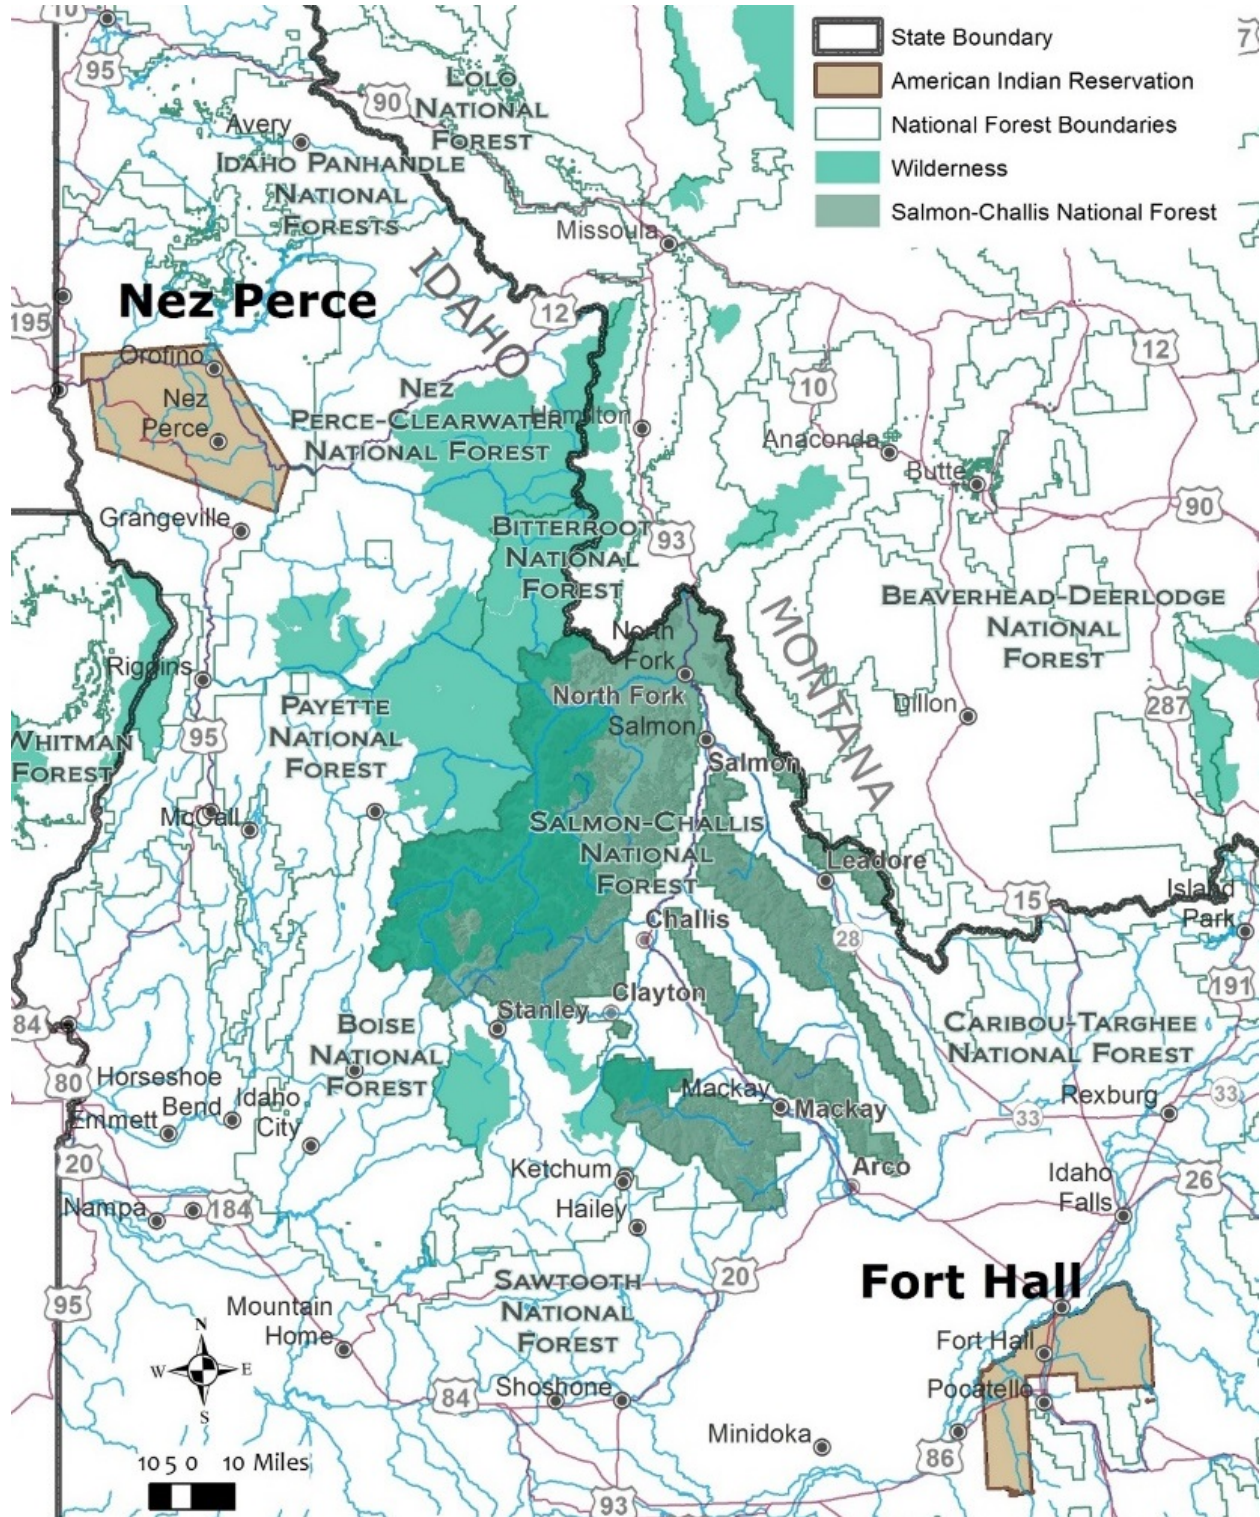 10
95
90
LOLO
NATIONAL
FOREST
Avery
IDAHO PANHANDLE
NATIONAL
FORESTS
State Boundary
American Indian Reservation
National Forest Boundaries
Wilderness
Salmon-Challis National Forest
7
Missoula
IDAHO
Nez Perce
195
12
12
10
Orofino
Nez
Perce
NEZ
PERCE-CLEARWATER
NATIONAL FOREST
Hamilton
Anaconda
Butte
Grangeville
BITTERROOT
NATIONAL
FOREST
93
90
MONTANA
BEAVERHEAD-DEERLODGE
NATIONAL
FOREST
North
Fork
North Fork
Riggins
Salmon
Salmon
Dillon
287
WHITMAN
FOREST
95
PAYETTE
NATIONAL
FOREST
McCall
SALMON-CHALLIS
NATIONAL
FOREST
Leadore
15
Island
Park
Challis
28
191
Clayton
Stanley
84
BOISE
NATIONAL
FOREST
CARIBOU-TARGHEE
NATIONAL FOREST
80
Horseshoe
Bend
Emmett
Idaho
City
Mackay
Mackay
Rexburg
33
33
20
Ketchum
Arco
Idaho
Falls
26
Nampa
184
Hailey
95
SAWTOOTH
NATIONAL
FOREST
20
Fort Hall
Mountain
Home
Fort Hall
N
W
E
S
84
Shoshone
Pocatello
Minidoka
86
10 5 0 10 Miles
93